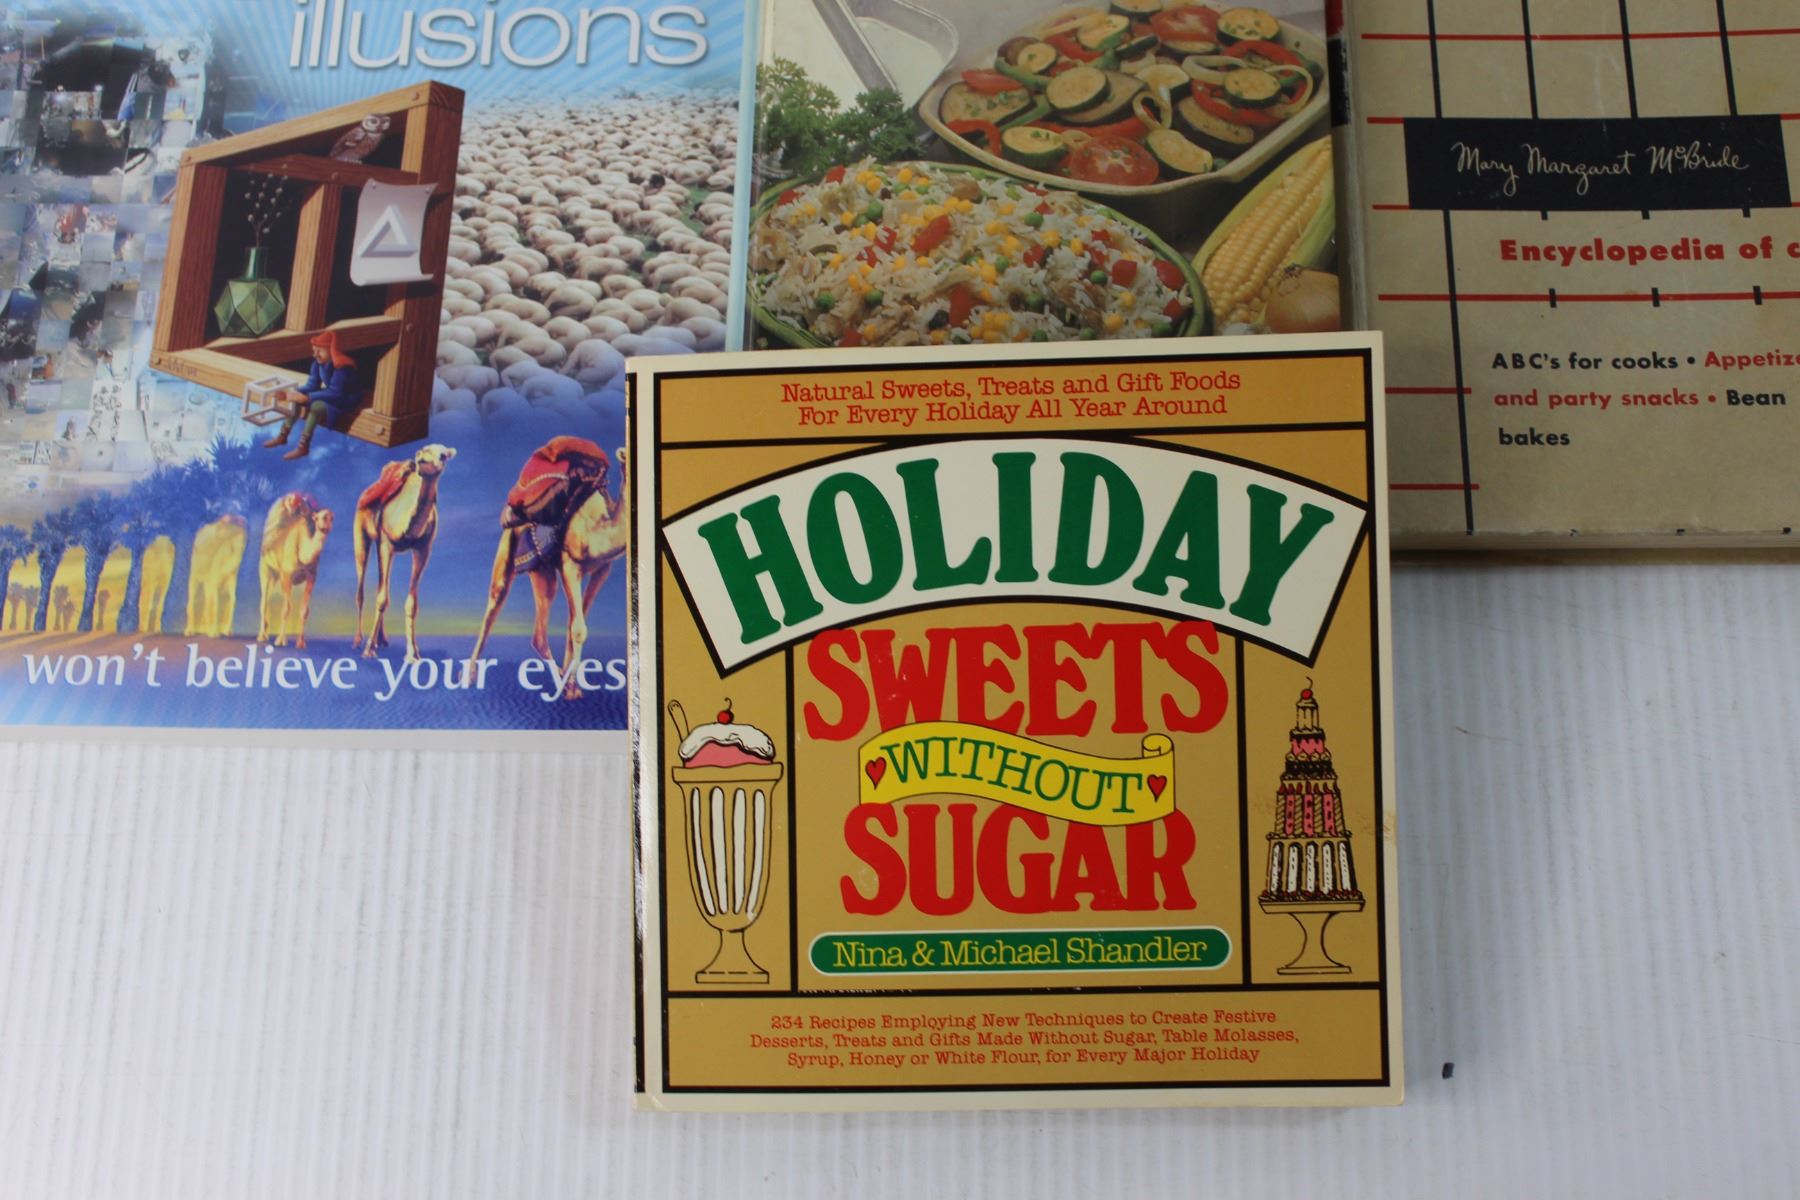 illusions
won't believe your eyes
Mary Margaret McBride
Encyclopedia of
ABC's for cooks •
and party snacks • Bean
bakes
Natural Sweets, Treats and Gift Foods
For Every Holiday All Year Around
HOLIDAY
SWEETS
WITHOUT
SUGAR
Nina & Michael Shandler
234 Recipes Employing New Techniques to Create Festive
Desserts, Treats and Gifts Made Without Sugar, Table Molasses,
Syrup, Honey or White Flour, for Every Major Holiday